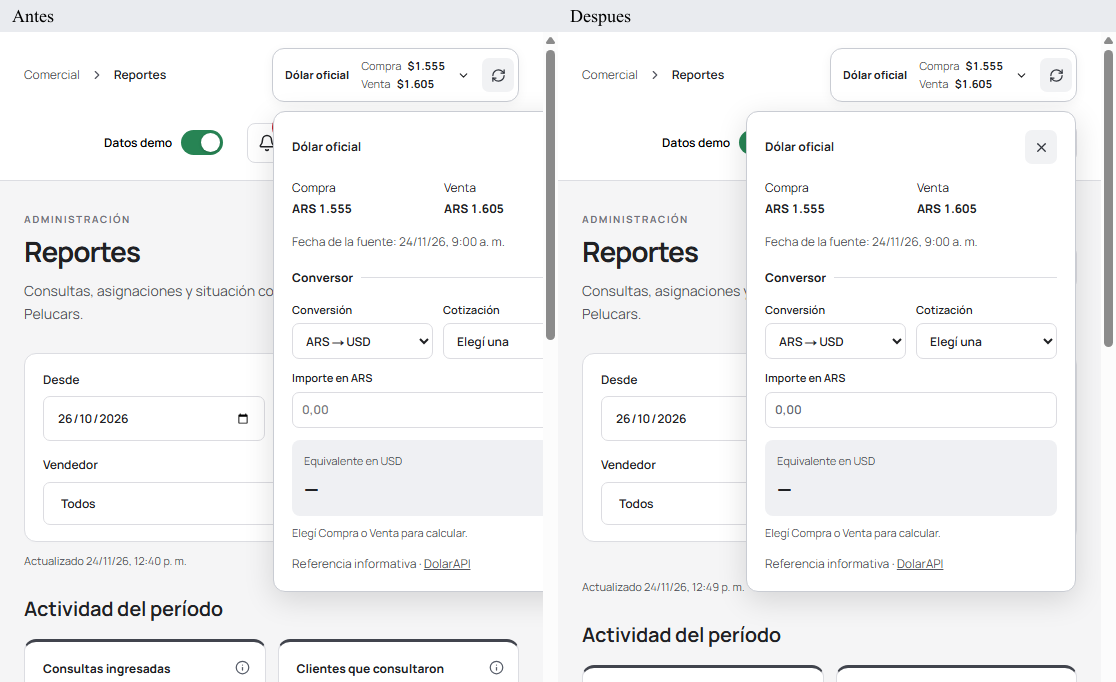 Antes
Comercial > Reportes
Dólar oficial
Compra $1.555
Venta $1.605
Datos demo
Dólar oficial
Compra Venta
ARS 1.555 ARS 1.605
Fecha de la fuente: 24/11/26, 9:00 a. m.
Conversor
Conversión Cotización
ARS→USD Elegí una
Importe en ARS
0,00
Equivalente en USD
—
Elegí Compra o Venta para calcular.
Referencia informativa · DolarAPI
ADMINISTRACIÓN
Reportes
Consultas, asignaciones y situación co
Pelucars.
Desde
26/10/2026
Vendedor
Todos
Actualizado 24/11/26, 12:40 p. m.
Actividad del período
Consultas ingresadas
Clientes que consultaron
Despues
Comercial > Reportes
Dólar oficial
Compra $1.555
Venta $1.605
Datos demo
Dólar oficial
Compra Venta
ARS 1.555 ARS 1.605
Fecha de la fuente: 24/11/26, 9:00 a. m.
Conversor
Conversión Cotización
ARS→USD Elegí una
Importe en ARS
0,00
Equivalente en USD
—
Elegí Compra o Venta para calcular.
Referencia informativa · DolarAPI
ADMINISTRACIÓN
Reportes
Consultas, asignaciones y
Pelucars.
Desde
26/10/2026
Vendedor
Todos
Actualizado 24/11/26, 12:49 p. m.
Actividad del período